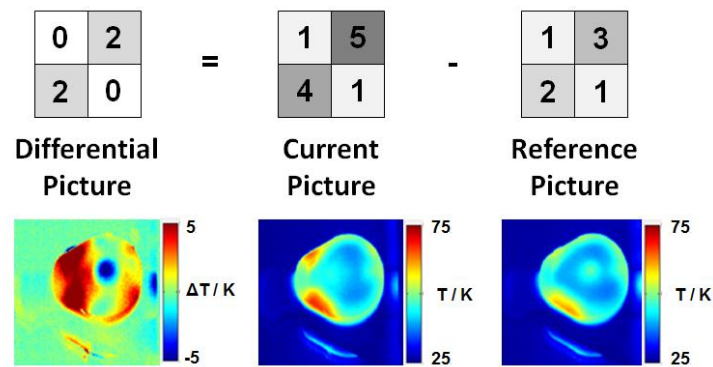 0 2 = 1 5 - 1 3
2 0 4 1 2 1
Differential Current Reference
Picture Picture Picture
5 75 75
ΔT / K T / K T / K
-5 25 25